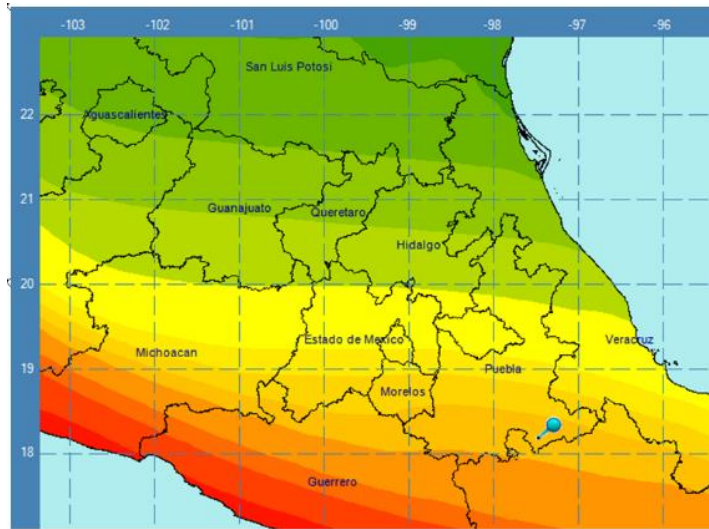 -103 -102 -101 -100 -99 -98 -97 -96
San Luis Potosi
22
Aguascalientes
21
Guanajuato
Queretaro
Hidalgo
20
Estado de Mexico
Veracruz
Michoacan
19
Puebla
Morelos
18
Guerrero